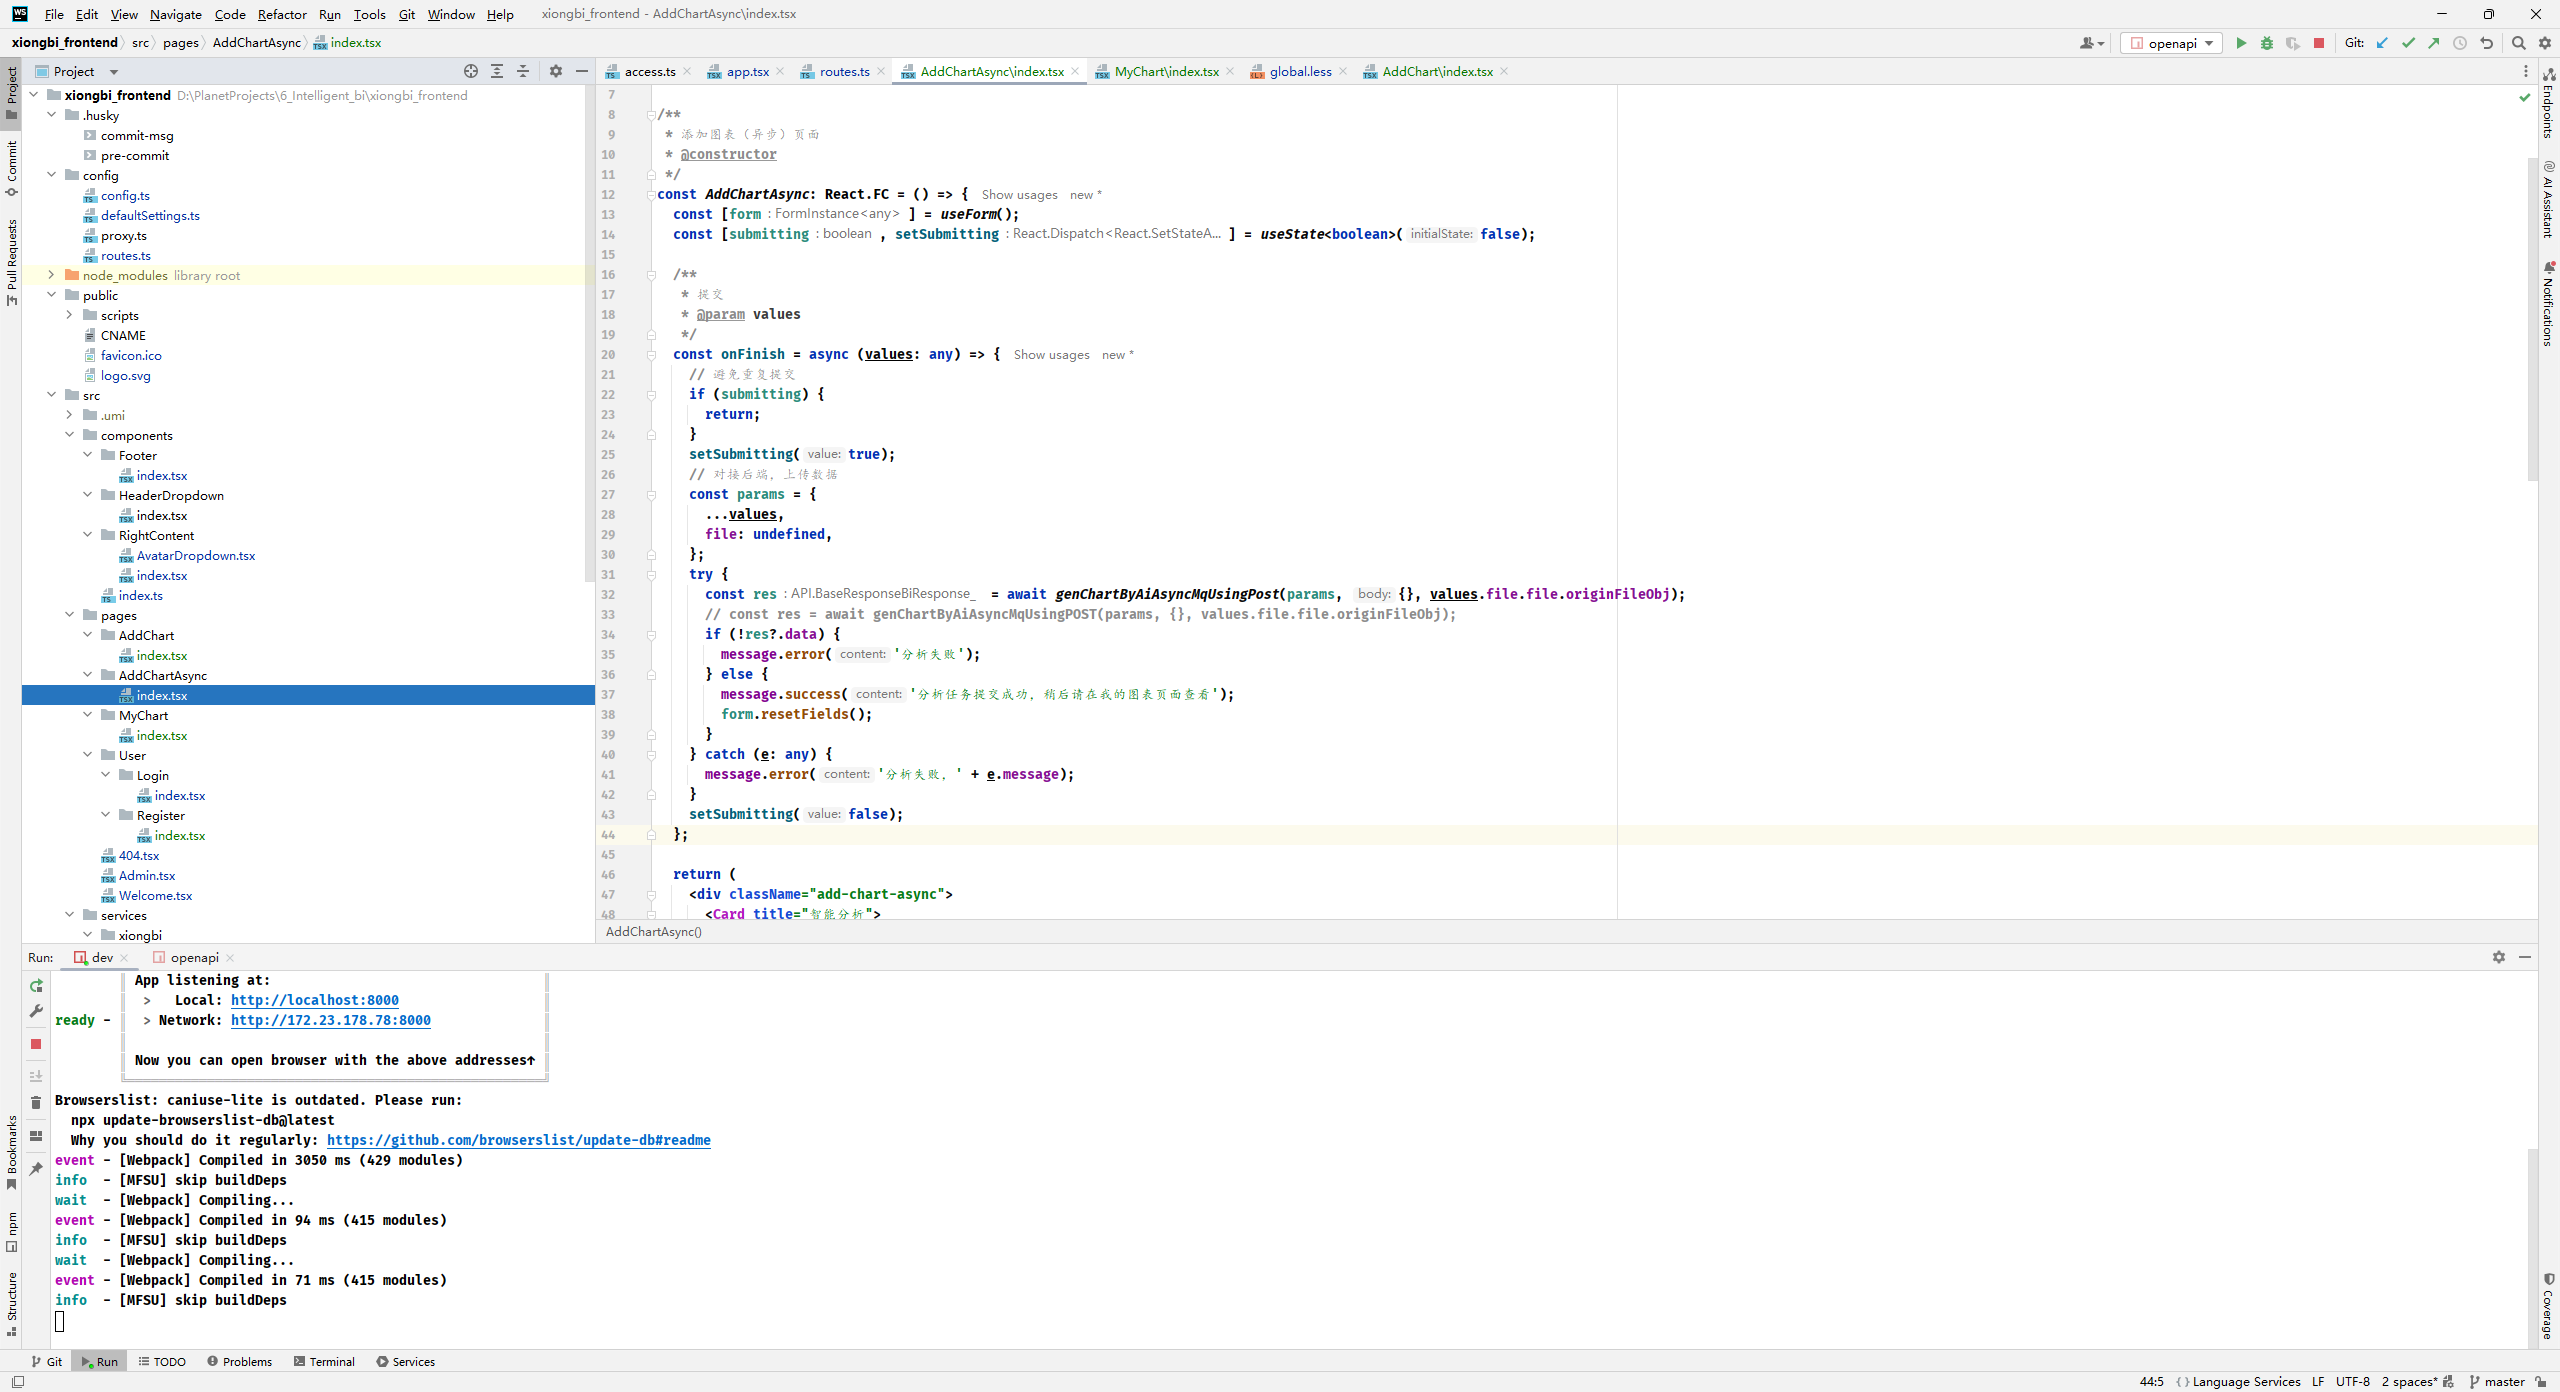 File Edit View Navigate Code Refactor Run Tools Git Window Help xiongbi_frontend - AddChartAsync\index.tsx
xiongbi_frontend src pages AddChartAsync index.tsx
openapi Git:
Project
access.ts app.tsx routes.ts AddChartAsync\index.tsx MyChart\index.tsx global.less AddChart\index.tsx
Project
Commit
Pull Requests
Bookmarks
npm
Structure
xiongbi_frontend D:\PlanetProjects\6_Intelligent_bi\xiongbi_frontend
.husky
commit-msg
pre-commit
config
config.ts
defaultSettings.ts
proxy.ts
routes.ts
node_modules library root
public
scripts
CNAME
favicon.ico
logo.svg
src
.umi
components
Footer
index.tsx
HeaderDropdown
index.tsx
RightContent
AvatarDropdown.tsx
index.tsx
index.ts
pages
AddChart
index.tsx
AddChartAsync
index.tsx
MyChart
index.tsx
User
Login
index.tsx
Register
index.tsx
404.tsx
Admin.tsx
Welcome.tsx
services
xiongbi
7
8 /**
9 * 添加图表（异步）页面
10 * @constructor
11 */
12 const AddChartAsync: React.FC = () => { Show usages new *
13 const [form : FormInstance<any> ] = useForm();
14 const [submitting : boolean , setSubmitting : React.Dispatch<React.SetStateA... ] = useState<boolean>( initialState: false);
15
16 /**
17 * 提交
18 * @param values
19 */
20 const onFinish = async (values: any) => { Show usages new *
21 // 避免重复提交
22 if (submitting) {
23 return;
24 }
25 setSubmitting( value: true);
26 // 对接后端，上传数据
27 const params = {
28 ...values,
29 file: undefined,
30 };
31 try {
32 const res : API.BaseResponseBiResponse_ = await genChartByAiAsyncMqUsingPost(params, body: {}, values.file.file.originFileObj);
33 // const res = await genChartByAiAsyncMqUsingPOST(params, {}, values.file.file.originFileObj);
34 if (!res?.data) {
35 message.error( content: '分析失败');
36 } else {
37 message.success( content: '分析任务提交成功，稍后请在我的图表页面查看');
38 form.resetFields();
39 }
40 } catch (e: any) {
41 message.error( content: '分析失败，' + e.message);
42 }
43 setSubmitting( value: false);
44 };
45
46 return (
47 <div className="add-chart-async">
48 <Card title="智能分析">
AddChartAsync()
Endpoints
AI Assistant
Notifications
Coverage
Run: dev openapi
App listening at:
> Local: http://localhost:8000
ready - > Network: http://172.23.178.78:8000
Now you can open browser with the above addresses↑
Browserslist: caniuse-lite is outdated. Please run:
npx update-browserslist-db@latest
Why you should do it regularly: https://github.com/browserslist/update-db#readme
event - [Webpack] Compiled in 3050 ms (429 modules)
info - [MFSU] skip buildDeps
wait - [Webpack] Compiling...
event - [Webpack] Compiled in 94 ms (415 modules)
info - [MFSU] skip buildDeps
wait - [Webpack] Compiling...
event - [Webpack] Compiled in 71 ms (415 modules)
info - [MFSU] skip buildDeps
Git Run TODO Problems Terminal Services
44:5 Language Services LF UTF-8 2 spaces* master